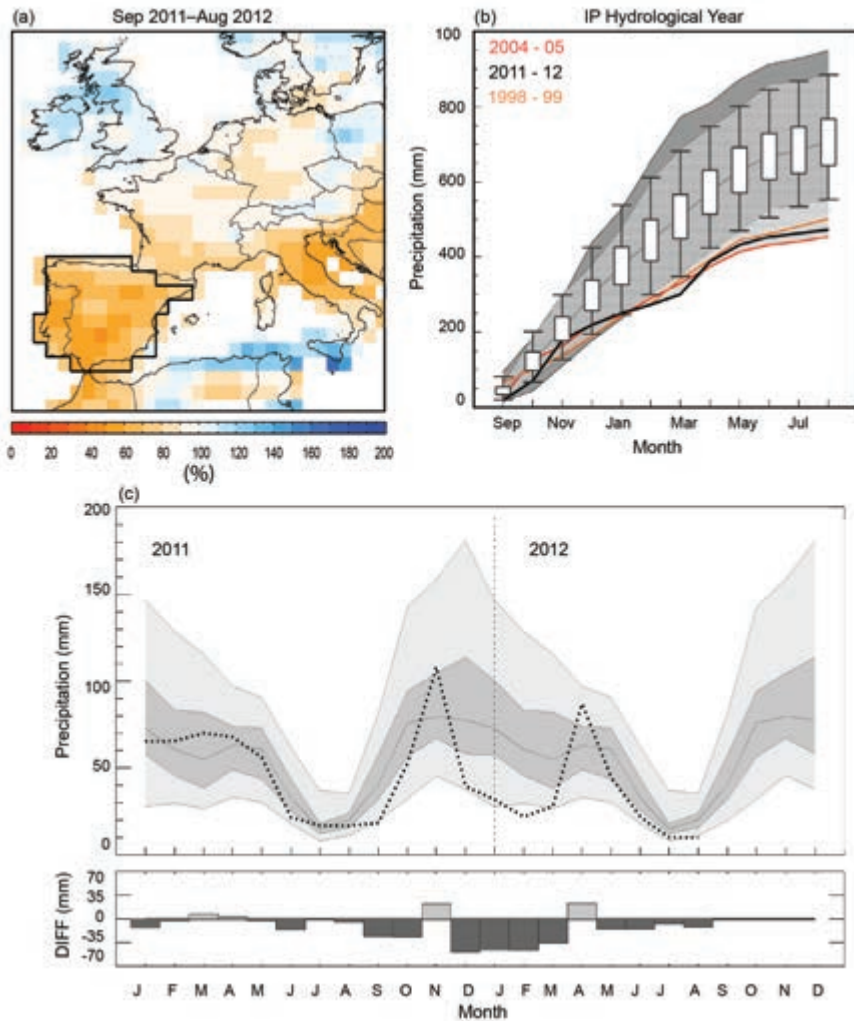 (a) Sep 2011–Aug 2012
0 20 40 60 80 100 120 140 160 180 200
(%)
(b) IP Hydrological Year
2004 - 05
2011 - 12
1998 - 99
Precipitation (mm)
1000
800
600
400
200
0
Sep Nov Jan Mar May Jul
Month
(c)
2011 2012
Precipitation (mm)
200
150
100
50
0
DIFF (mm)
70
35
0
-35
-70
J F M A M J J A S O N D J F M A M J J A S O N D
Month